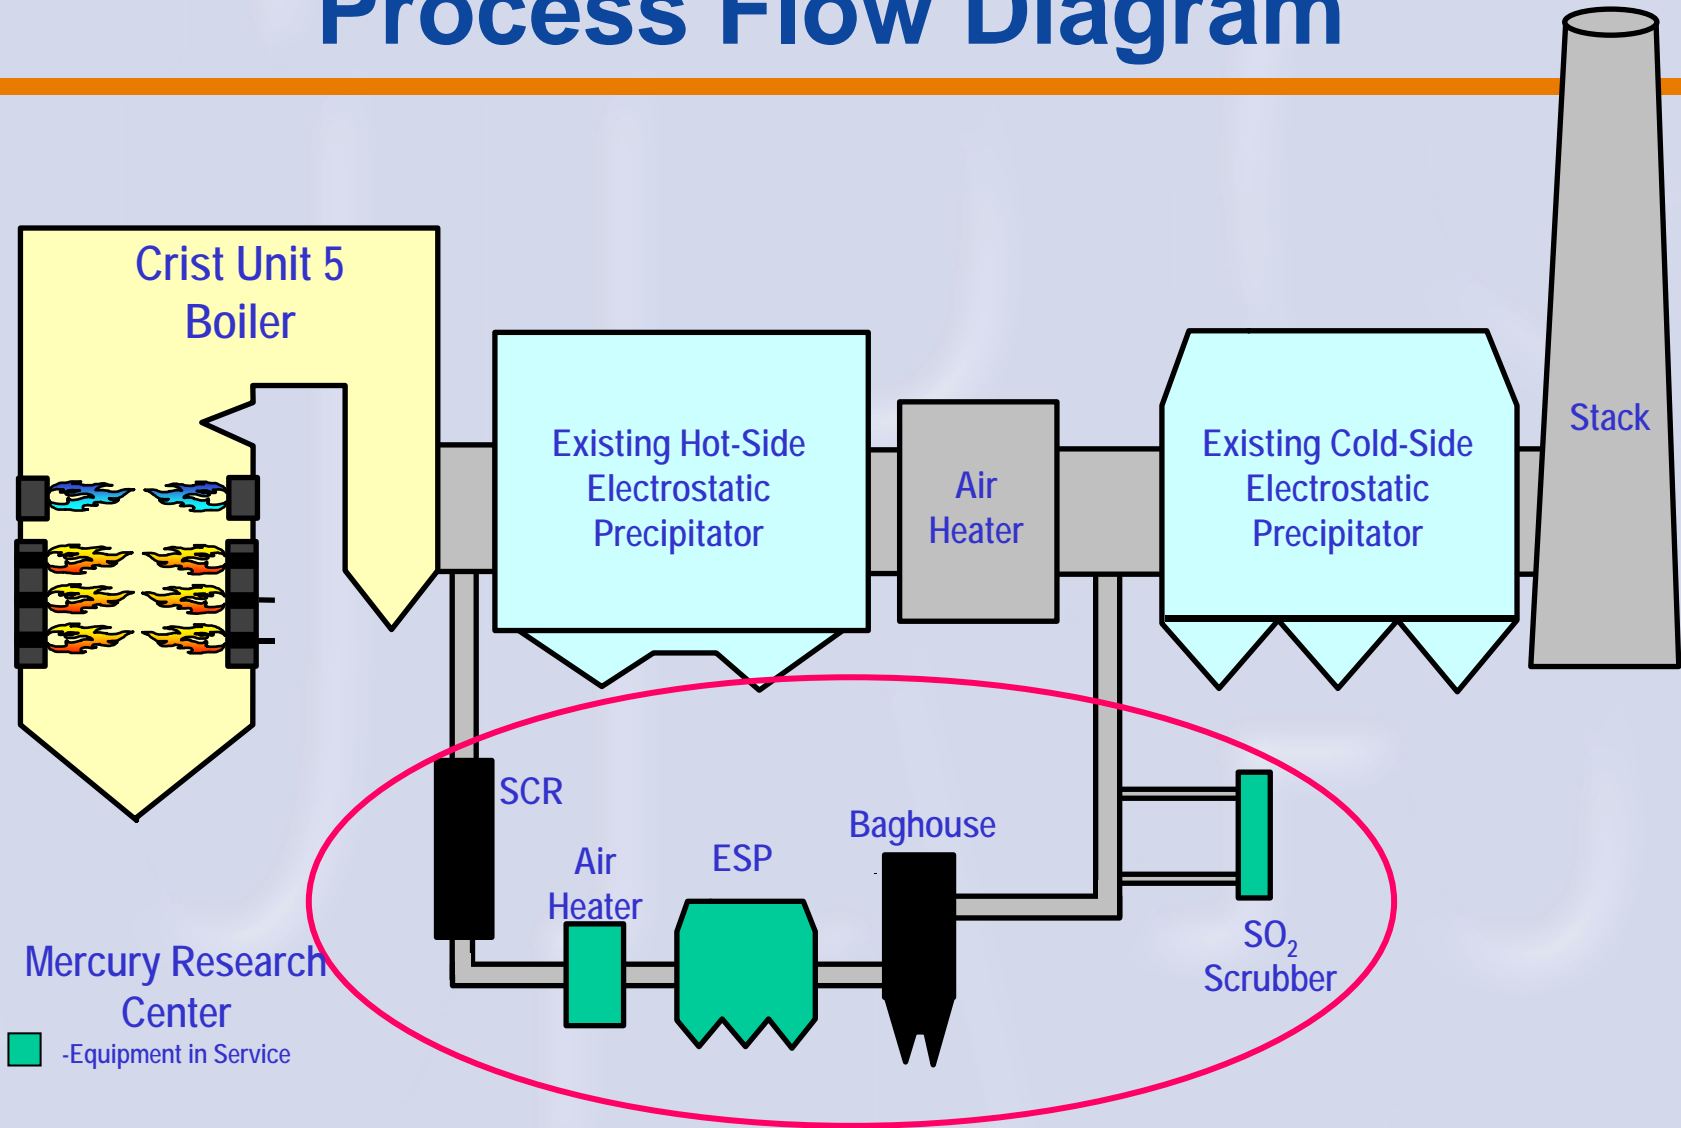 Process Flow Diagram
Crist Unit 5
Boiler
Existing Hot-Side
Electrostatic
Precipitator
Air
Heater
Existing Cold-Side
Electrostatic
Precipitator
Stack
SCR
Air
Heater
ESP
Baghouse
SO₂
Scrubber
Mercury Research
Center
-Equipment in Service